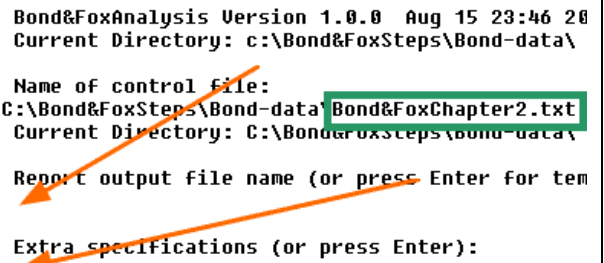 Bond&FoxAnalysis Version 1.0.0 Aug 15 23:46 20
Current Directory: c:\Bond&FoxSteps\Bond-data\
Name of control file:
C:\Bond&FoxSteps\Bond-data\Bond&FoxChapter2.txt
Current Directory: C:\Bond&FoxSteps\Bond-data\
Report output file name (or press Enter for tem
Extra specifications (or press Enter):